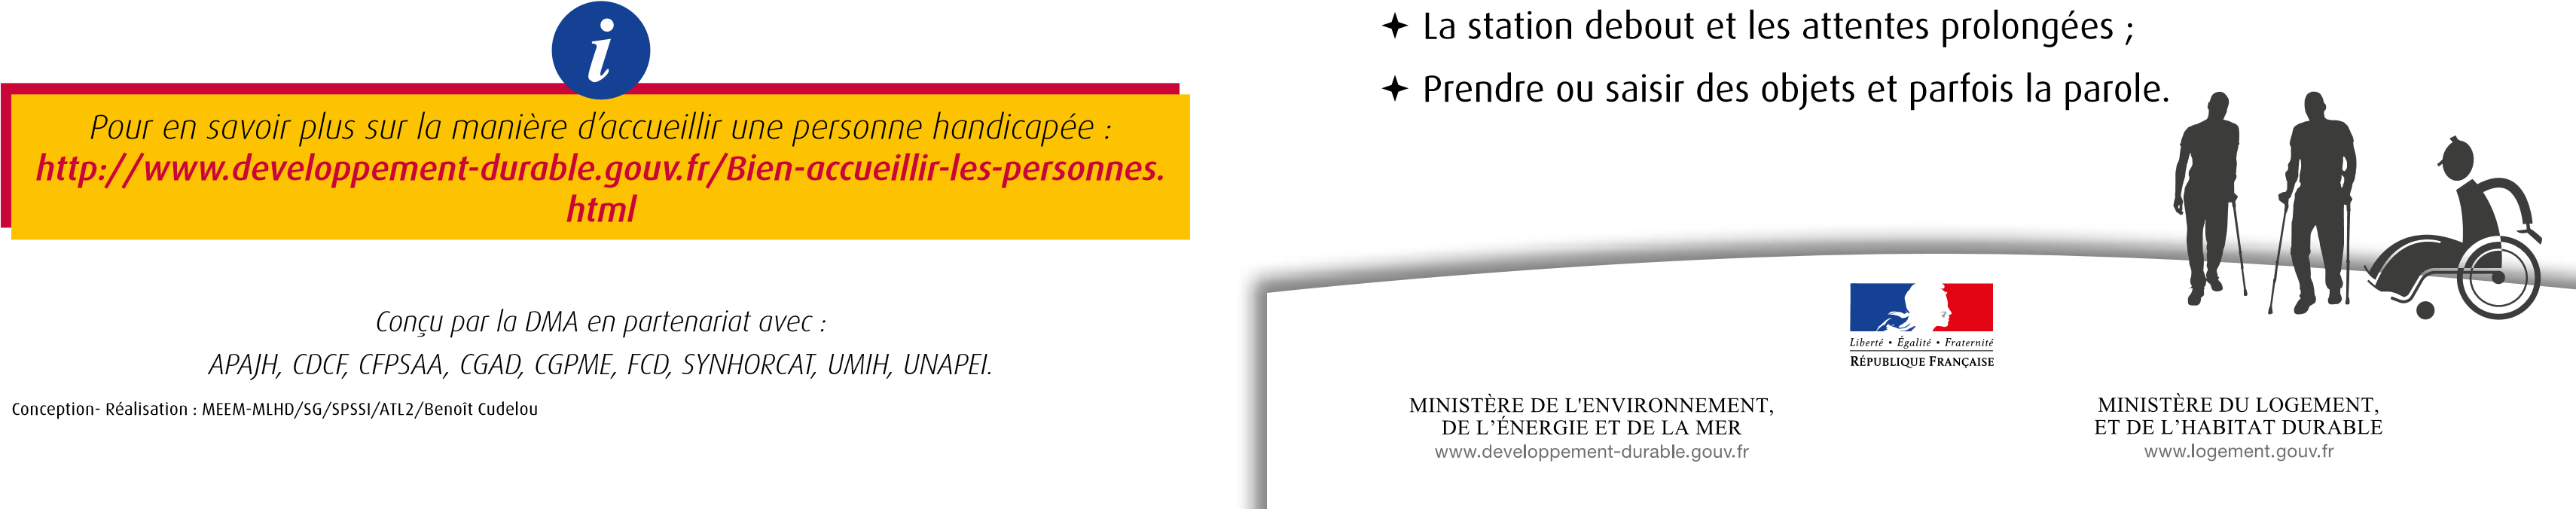 i
Pour en savoir plus sur la manière d’accueillir une personne handicapée :
http://www.developpement-durable.gouv.fr/Bien-accueillir-les-personnes.
html
Conçu par la DMA en partenariat avec :
APAJH, CDCF, CFPSAA, CGAD, CGPME, FCD, SYNHORCAT, UMIH, UNAPEI.
Conception- Réalisation : MEEM-MLHD/SG/SPSSI/ATL2/Benoît Cudelou
La station debout et les attentes prolongées ;
Prendre ou saisir des objets et parfois la parole.
Liberté • Égalité • Fraternité
RÉPUBLIQUE FRANÇAISE
MINISTÈRE DE L'ENVIRONNEMENT,
DE L’ÉNERGIE ET DE LA MER
www.developpement-durable.gouv.fr
MINISTÈRE DU LOGEMENT,
ET DE L’HABITAT DURABLE
www.logement.gouv.fr